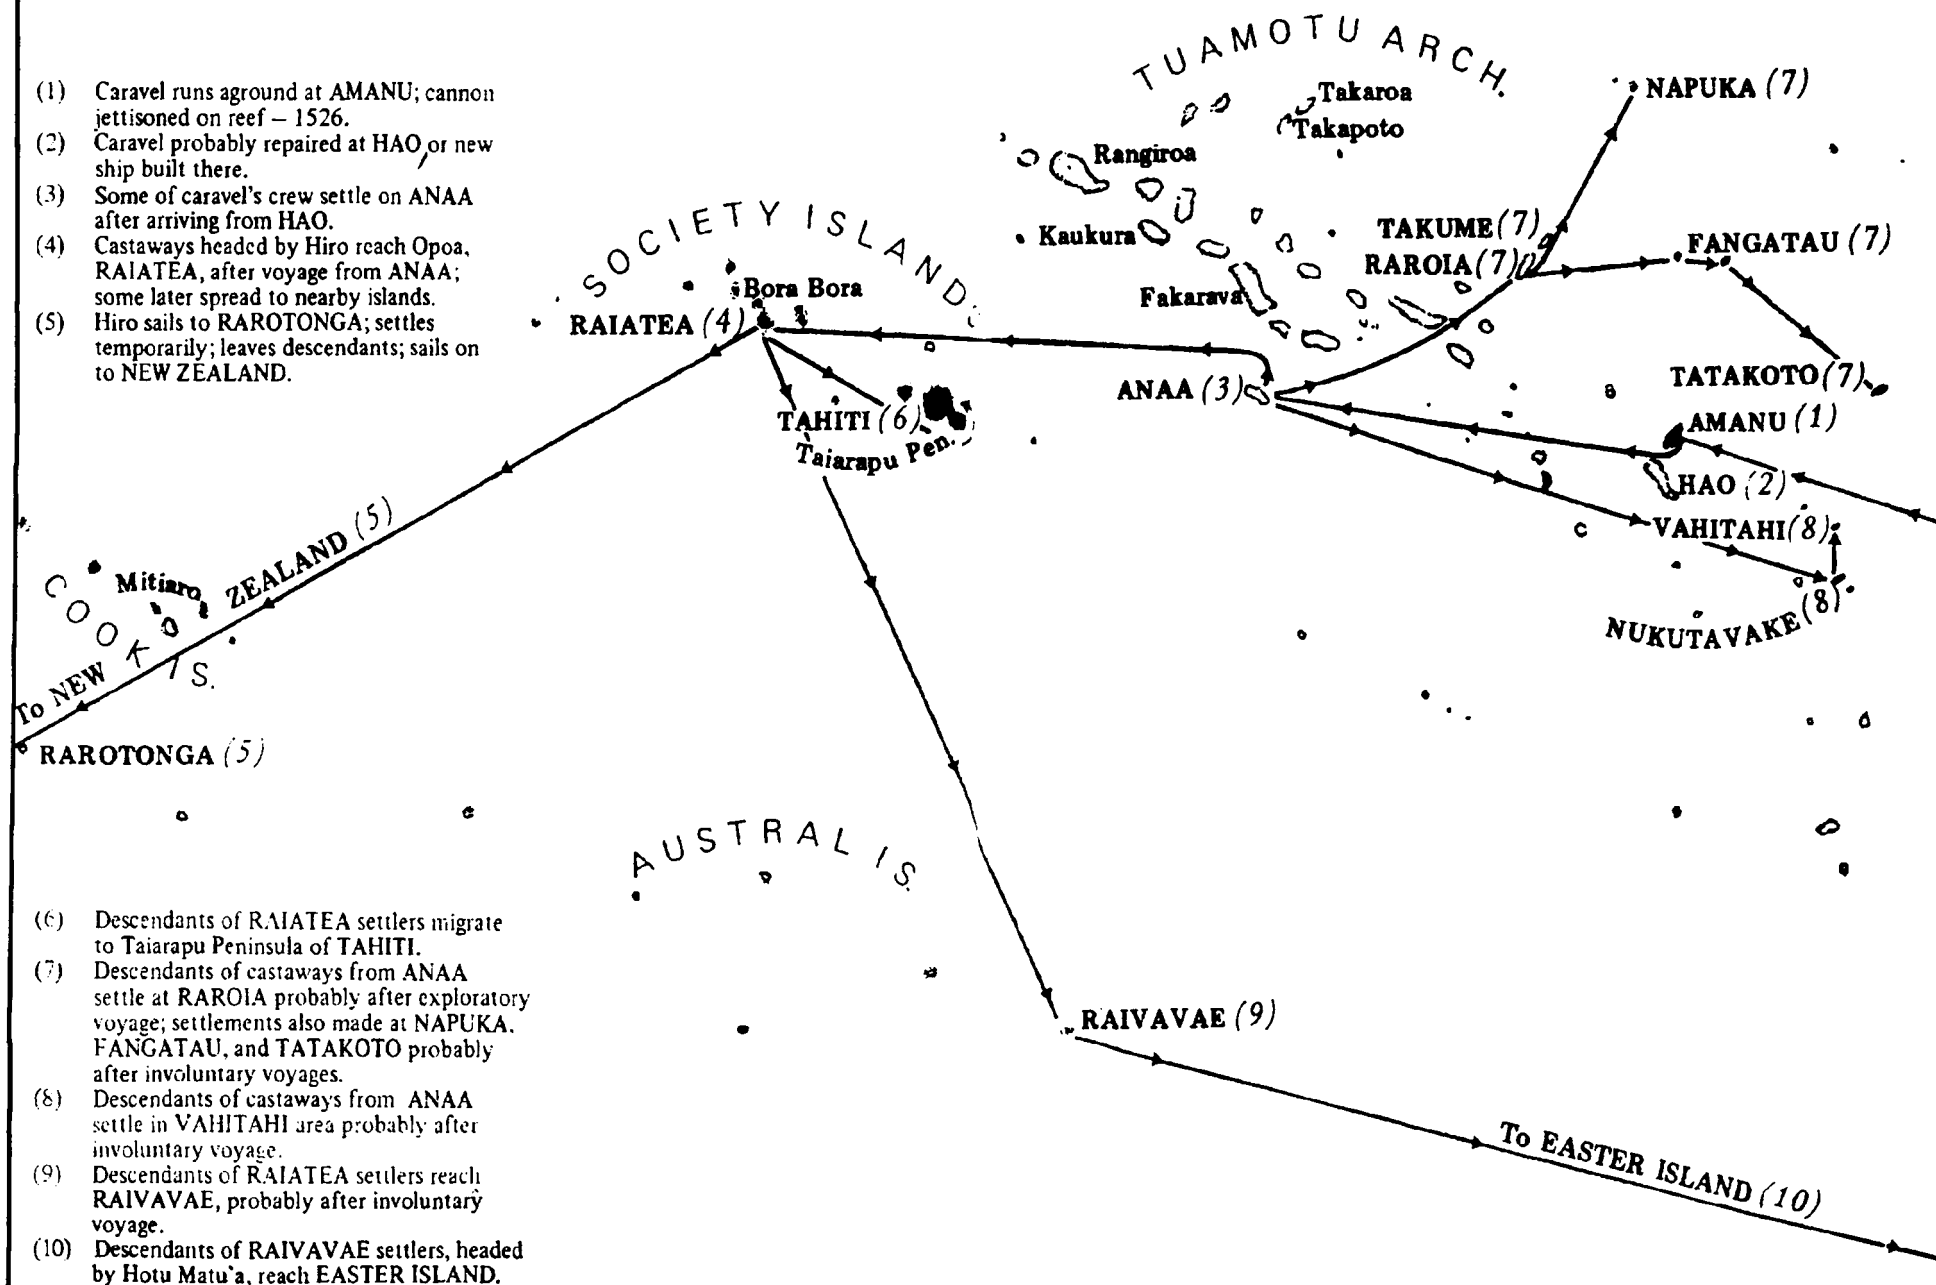 (1) Caravel runs aground at AMANU; cannon
jettisoned on reef – 1526.
(2) Caravel probably repaired at HAO, or new
ship built there.
(3) Some of caravel's crew settle on ANAA
after arriving from HAO.
(4) Castaways headed by Hiro reach Opoa,
RAIATEA, after voyage from ANAA;
some later spread to nearby islands.
(5) Hiro sails to RAROTONGA; settles
temporarily; leaves descendants; sails on
to NEW ZEALAND.
TUAMOTU ARCH.
Takaroa
Takapoto
NAPUKA (7)
Rangiroa
Kaukura
TAKUME (7)
RAROIA (7)
FANGATAU (7)
Fakarava
SOCIETY ISLANDS
Bora Bora
RAIATEA (4)
ANAA (3)
TATAKOTO (7)
AMANU (1)
HAO (2)
TAHITI (6)
Taiarapu Pen.
VAHITAHI (8)
NUKUTAVAKE (8)
COOK IS.
Mitiaro
To NEW ZEALAND (5)
RAROTONGA (5)
AUSTRAL IS.
RAIVAVAE (9)
To EASTER ISLAND (10)
(6) Descendants of RAIATEA settlers migrate
to Taiarapu Peninsula of TAHITI.
(7) Descendants of castaways from ANAA
settle at RAROIA probably after exploratory
voyage; settlements also made at NAPUKA,
FANGATAU, and TATAKOTO probably
after involuntary voyages.
(8) Descendants of castaways from ANAA
settle in VAHITAHI area probably after
involuntary voyage.
(9) Descendants of RAIATEA settlers reach
RAIVAVAE, probably after involuntary
voyage.
(10) Descendants of RAIVAVAE settlers, headed
by Hotu Matu'a, reach EASTER ISLAND.